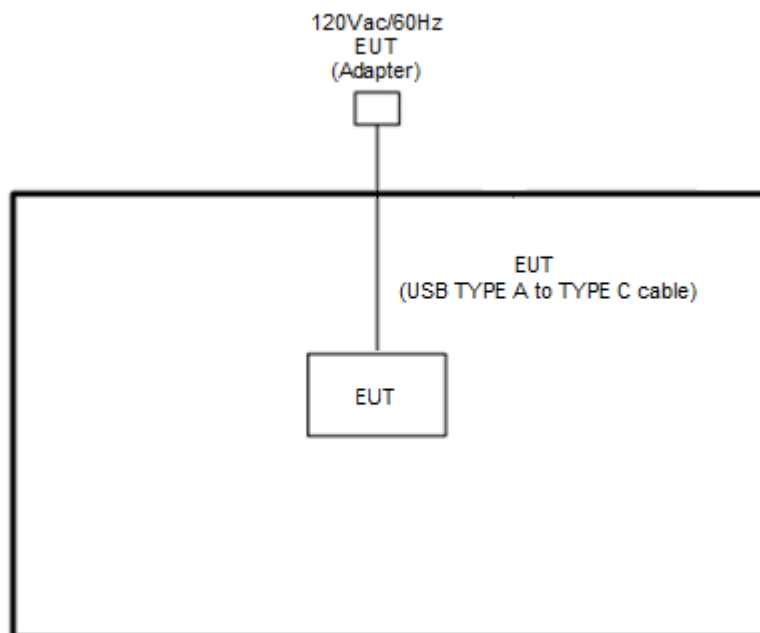 120Vac/60Hz
EUT
(Adapter)
EUT
(USB TYPE A to TYPE C cable)
EUT